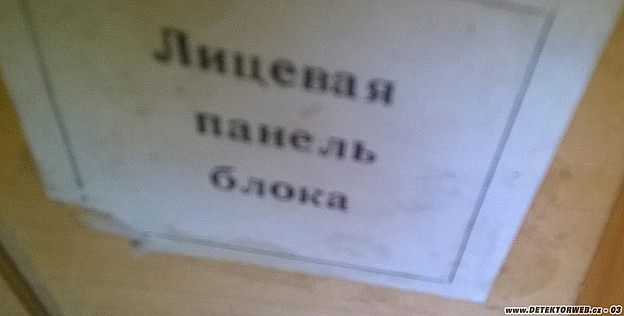 Лицевая
панель
блока
www.DETEKTORWEB.cz - 03